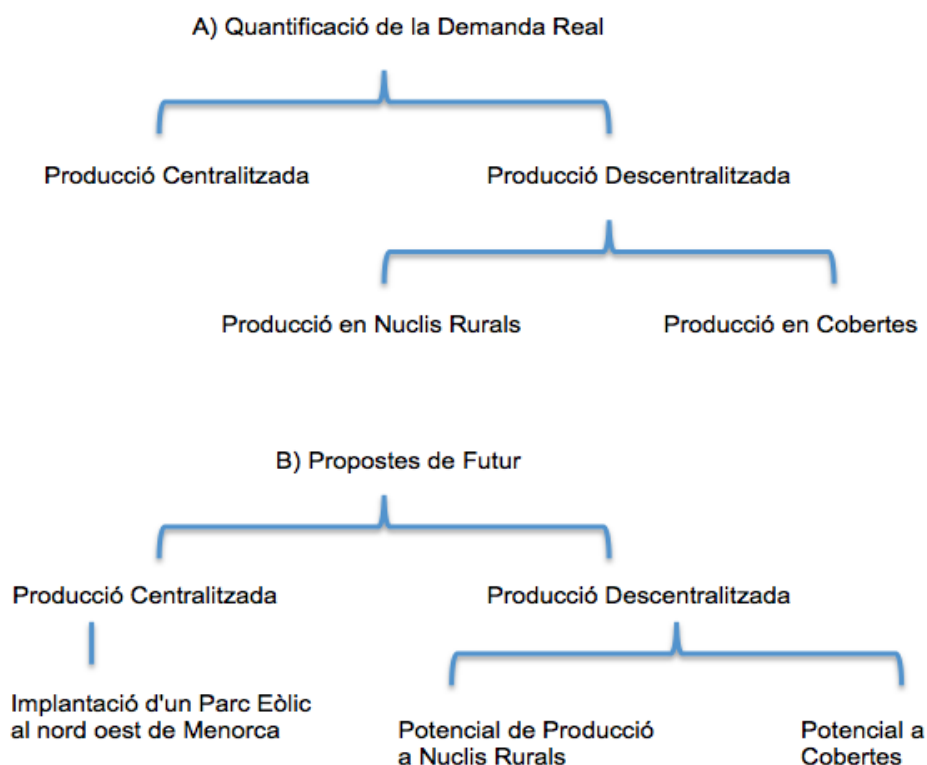 A) Quantificació de la Demanda Real
Producció Centralitzada
Producció Descentralitzada
Producció en Nuclis Rurals
Producció en Cobertes
B) Propostes de Futur
Producció Centralitzada
Producció Descentralitzada
Implantació d'un Parc Eòlic
al nord oest de Menorca
Potencial de Producció
a Nuclis Rurals
Potencial a
Cobertes